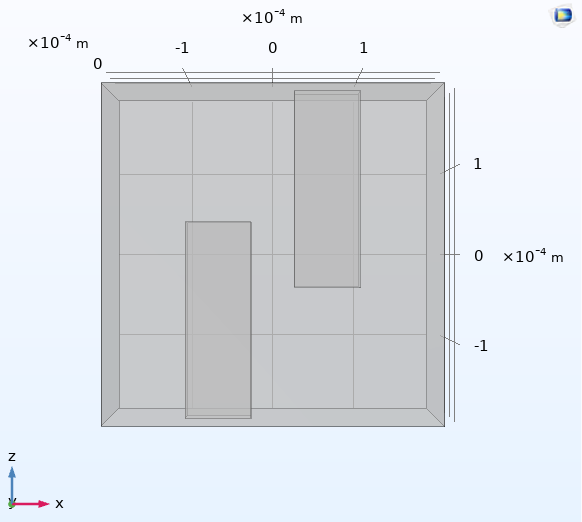 ×10⁻⁴ m
×10⁻⁴ m
-1 0 1
0
1
0 ×10⁻⁴ m
-1
z
y x